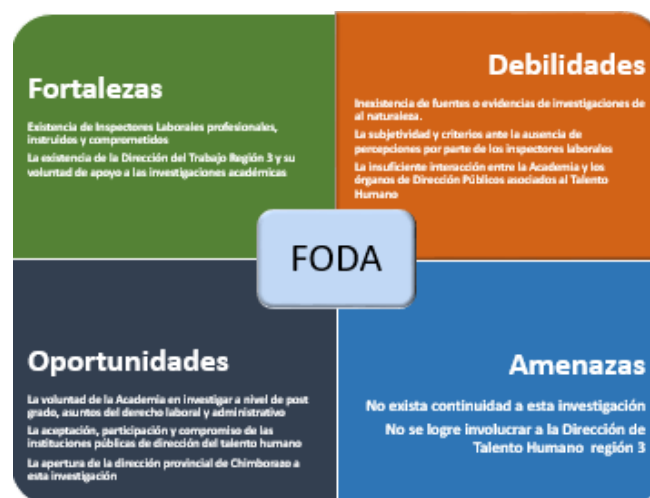 Fortalezas
Existencia de Inspectores Laborales profesionales,
instruidos y comprometidos
La existencia de la Dirección del Trabajo Región 3 y su
voluntad de apoyo a las investigaciones académicas
Debilidades
Inexistencia de fuentes o evidencias de investigaciones de
al naturaleza.
La subjetividad y criterios ante la ausencia de
percepciones por parte de los inspectores laborales
La insuficiente interacción entre la Academia y los
órganos de Dirección Públicos asociados al Talento
Humano
FODA
Oportunidades
La voluntad de la Academia en investigar a nivel de post
grado, asuntos del derecho laboral y administrativo
La aceptación, participación y compromiso de las
instituciones públicas de dirección del talento humano
La apertura de la dirección provincial de Chimborazo a
esta investigación
Amenazas
No exista continuidad a esta investigación
No se logre involucrar a la Dirección de
Talento Humano región 3